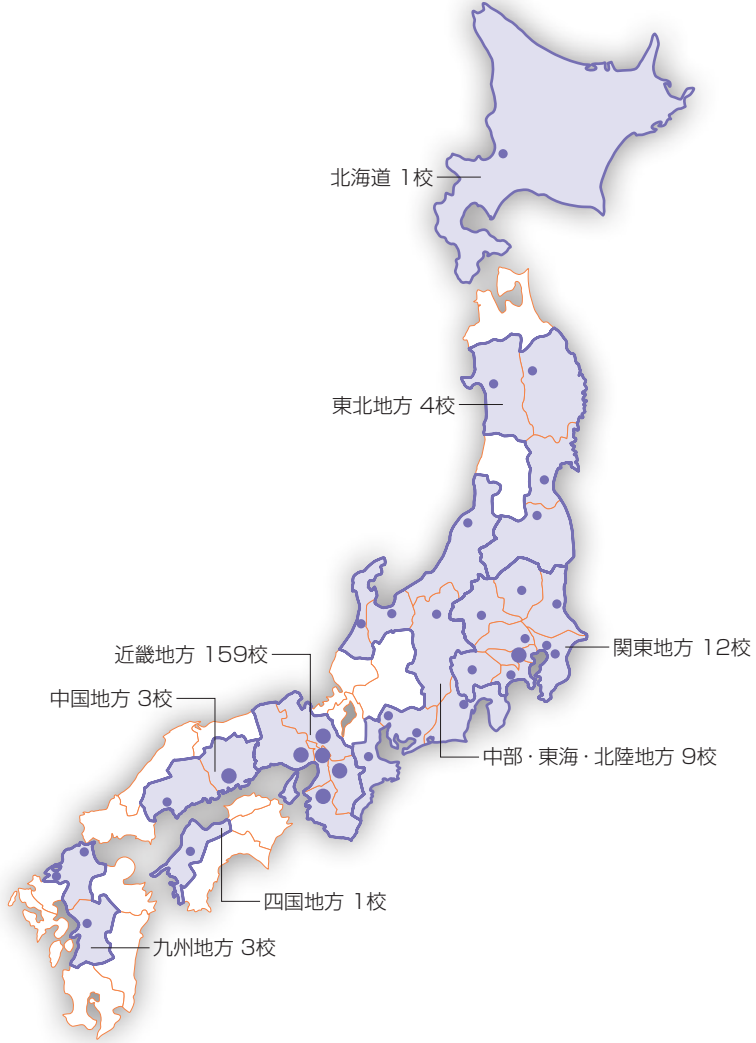 北海道 1校
東北地方 4校
関東地方 12校
近畿地方 159校
中国地方 3校
中部・東海・北陸地方 9校
四国地方 1校
九州地方 3校